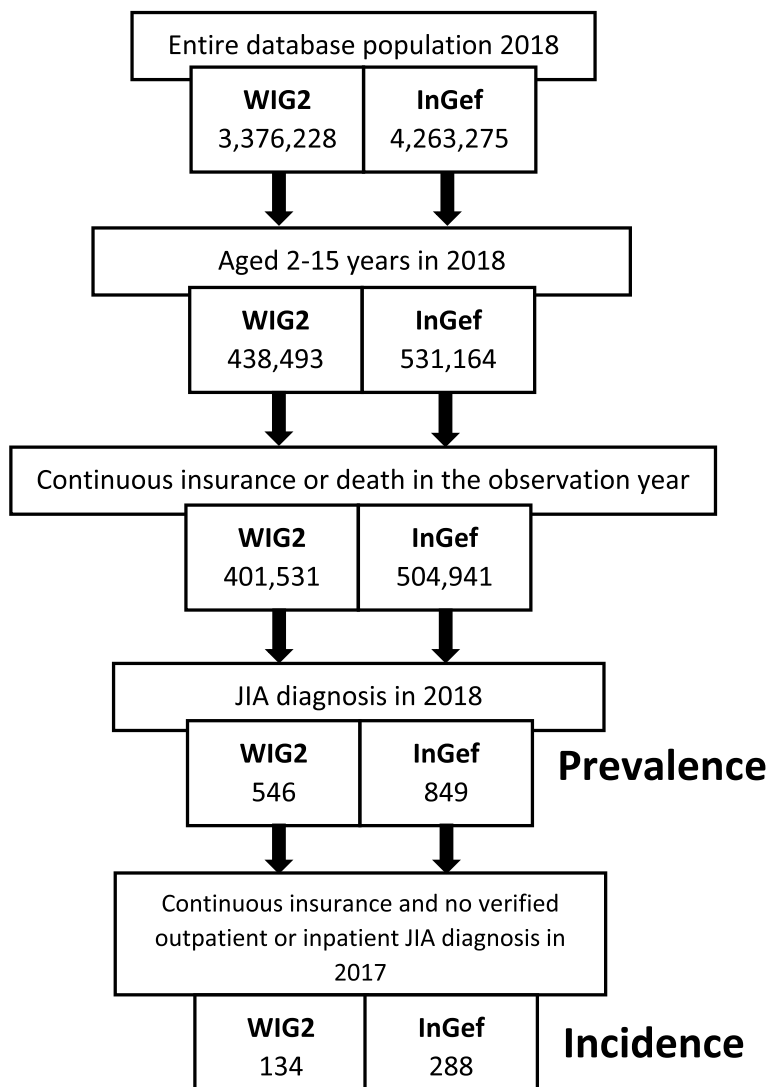 Entire database population 2018
WIG2 InGef
3,376,228 4,263,275
Aged 2-15 years in 2018
WIG2 InGef
438,493 531,164
Continuous insurance or death in the observation year
WIG2 InGef
401,531 504,941
JIA diagnosis in 2018
WIG2 InGef
546 849
Prevalence
Continuous insurance and no verified
outpatient or inpatient JIA diagnosis in
2017
WIG2 InGef
134 288
Incidence